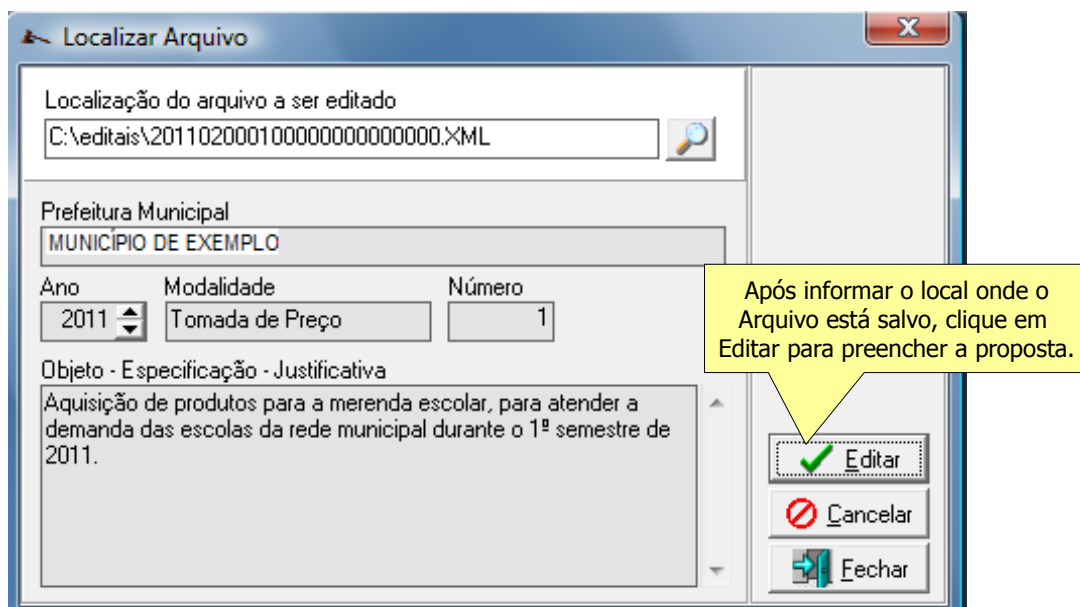 Localizar Arquivo
Localização do arquivo a ser editado
C:\editais\20110200010000000000000.XML
Prefeitura Municipal
MUNICÍPIO DE EXEMPLO
Ano Modalidade Número
2011 Tomada de Preço 1
Após informar o local onde o
Arquivo está salvo, clique em
Editar para preencher a proposta.
Objeto - Especificação - Justificativa
Aquisição de produtos para a merenda escolar, para atender a
demanda das escolas da rede municipal durante o 1º semestre de
2011.
Editar
Cancelar
Fechar